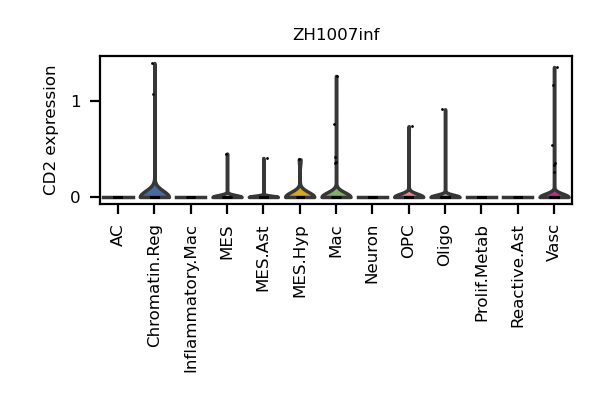 ZH1007inf
CD2 expression
1
0
AC
Chromatin.Reg
Inflammatory.Mac
MES
MES.Ast
MES.Hyp
Mac
Neuron
OPC
Oligo
Prolif.Metab
Reactive.Ast
Vasc